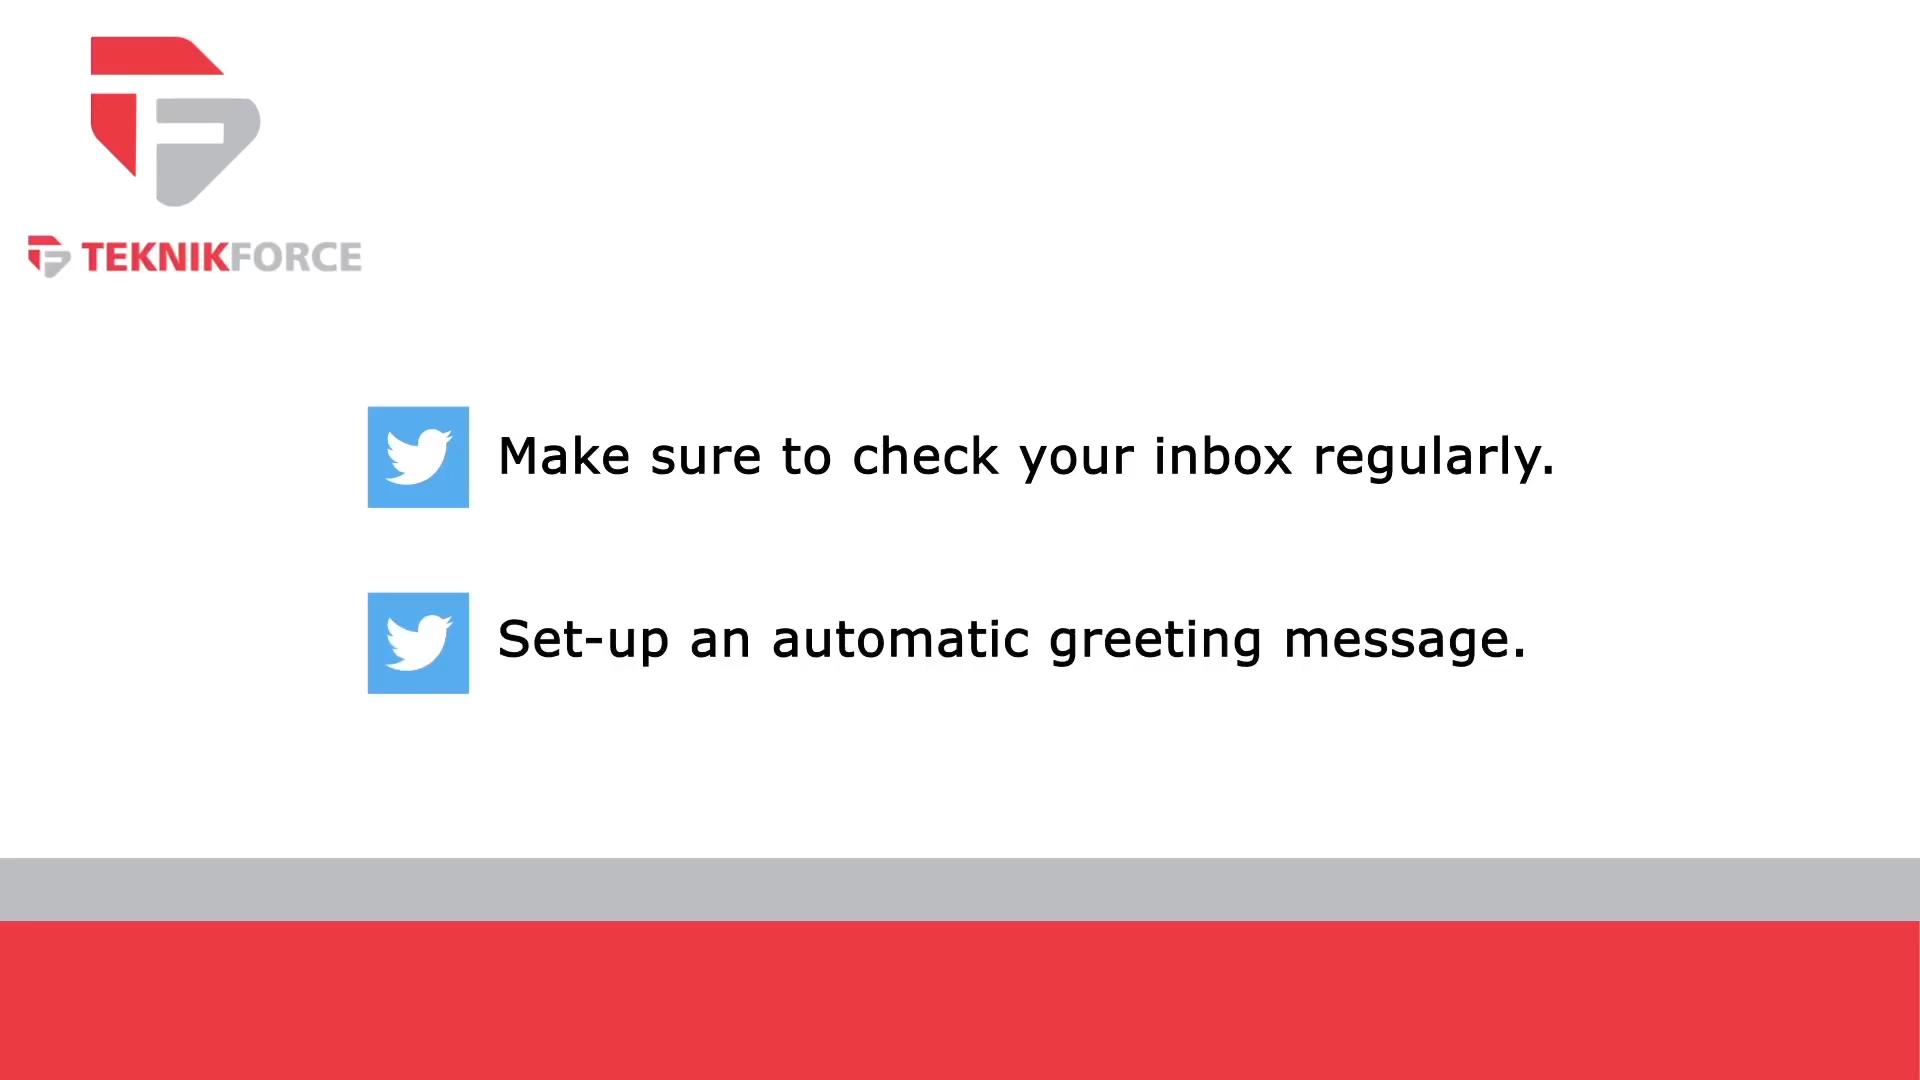 TEKNIKFORCE
Make sure to check your inbox regularly.
Set-up an automatic greeting message.